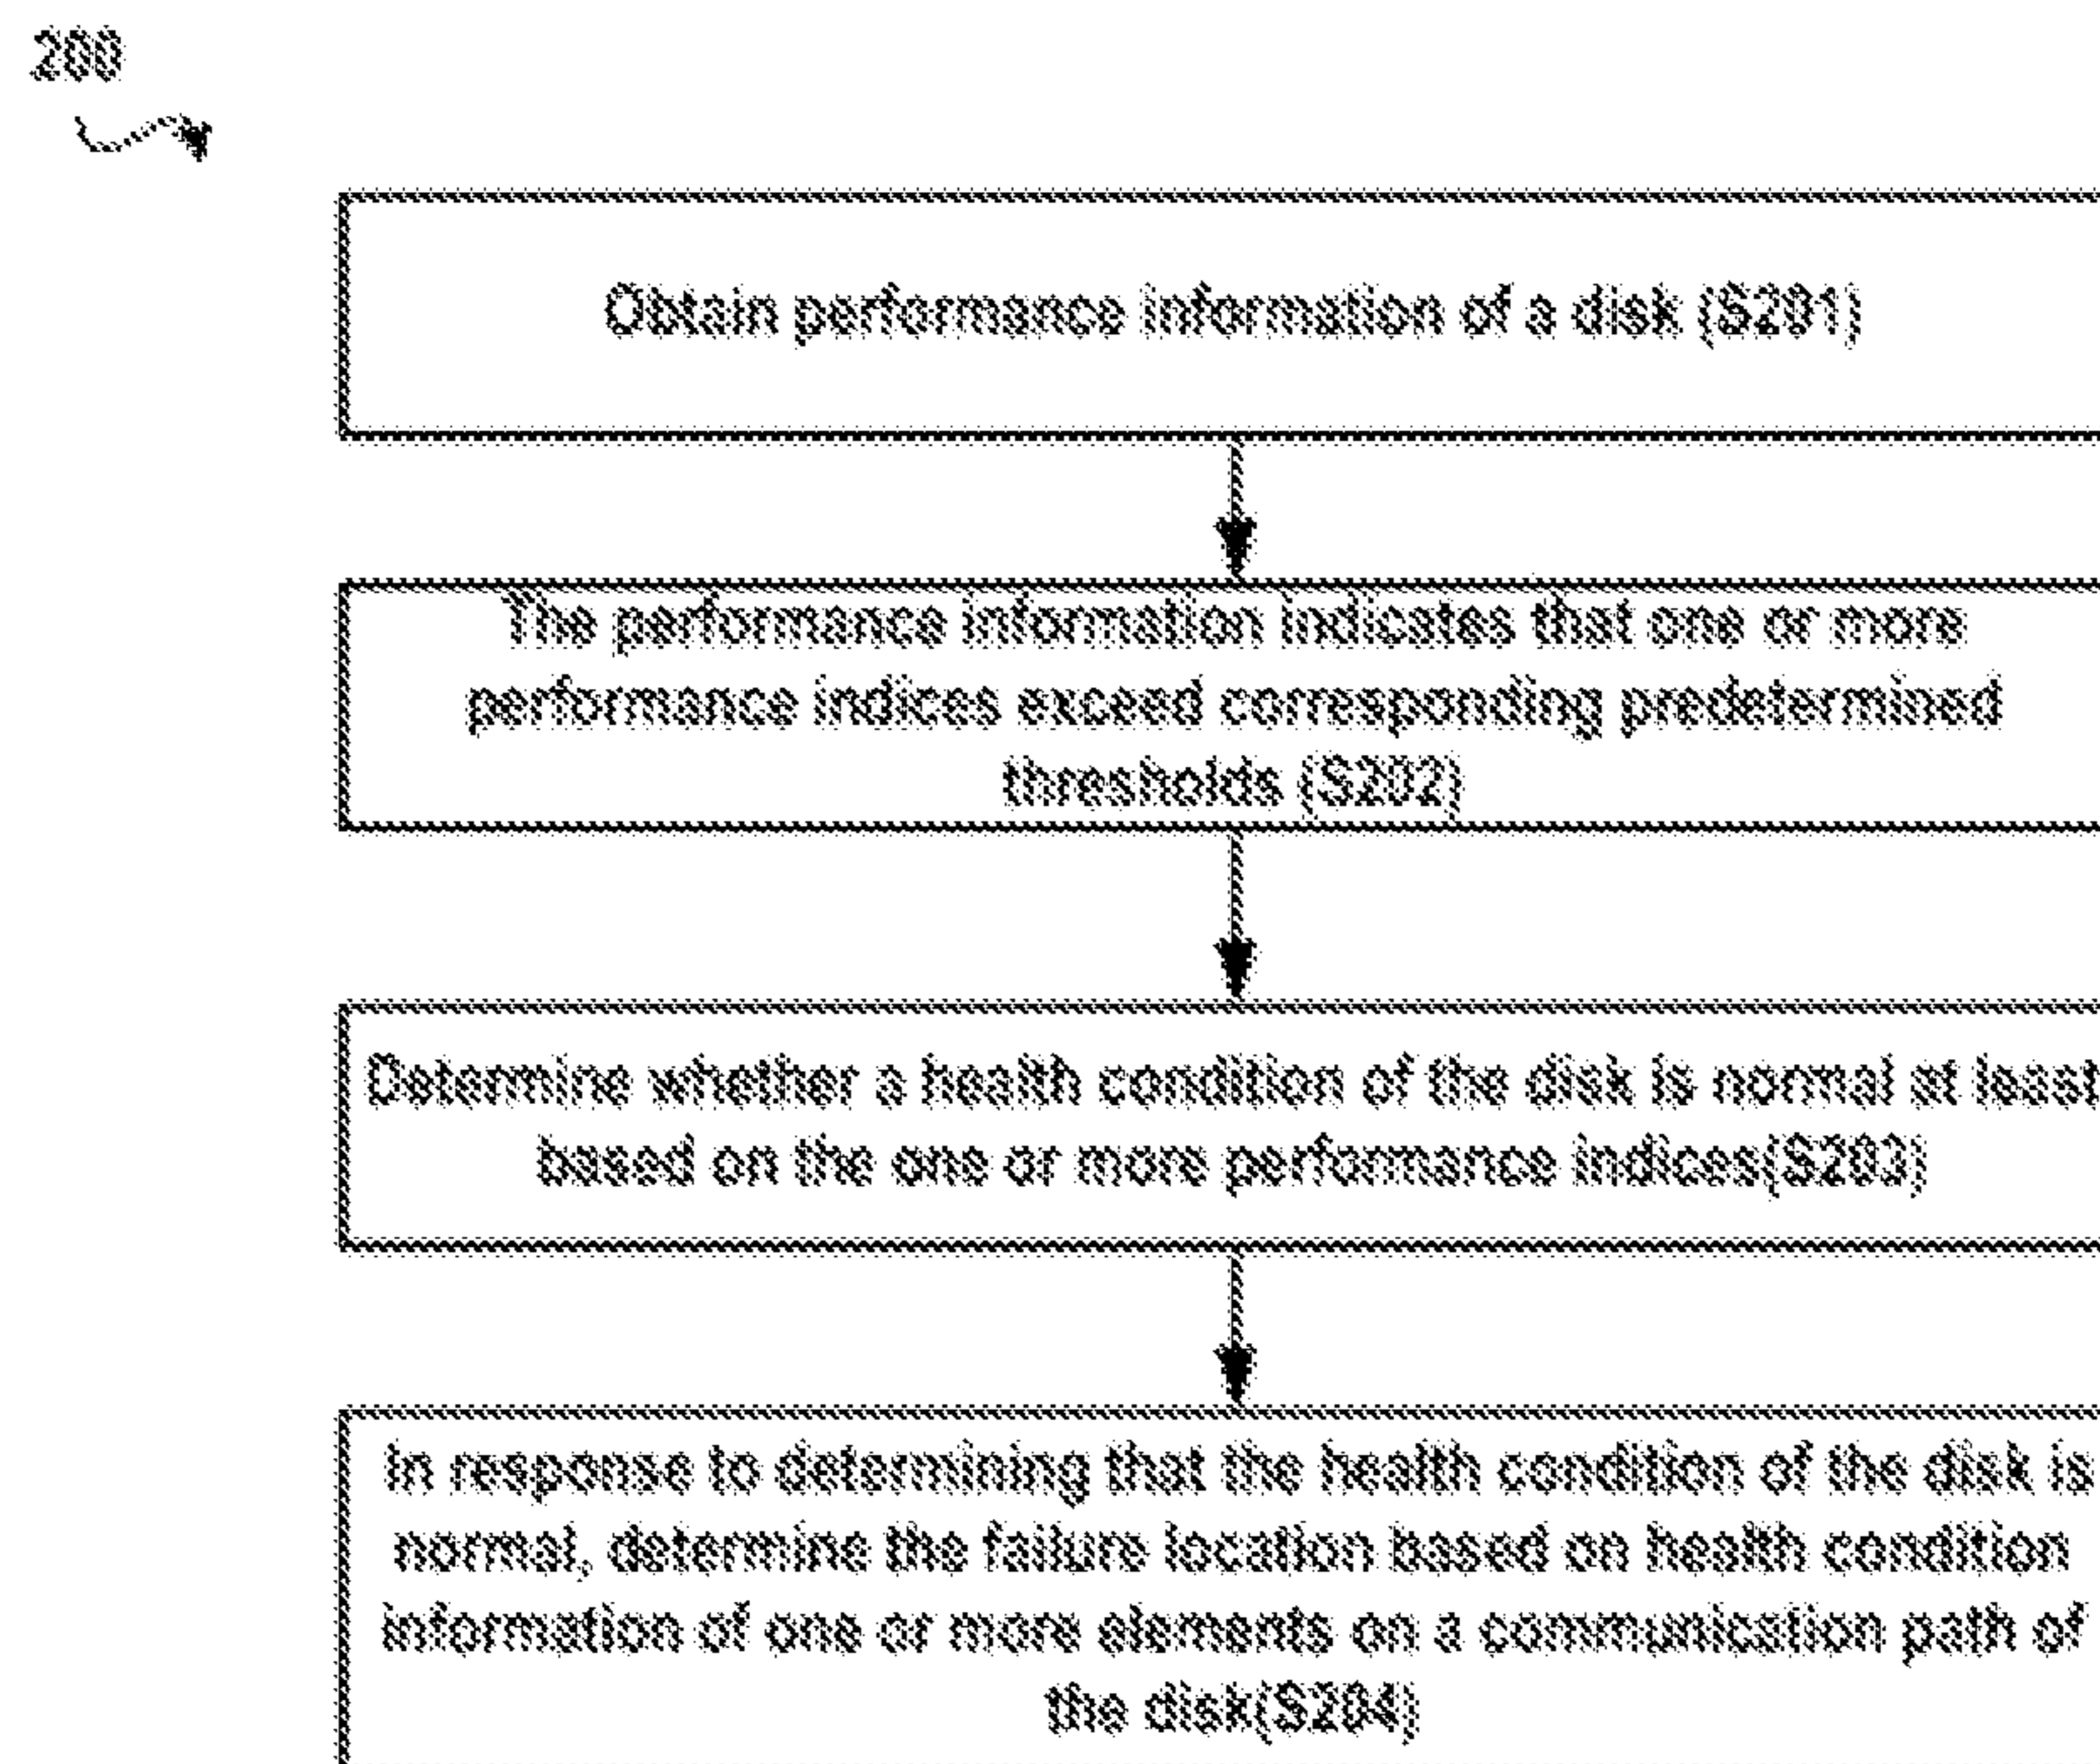 200
Obtain performance information of a disk (S201)
The performance information indicates that one or more
performance indices exceed corresponding predetermined
thresholds (S202)
Determine whether a health condition of the disk is normal at least
based on the one or more performance indices(S203)
In response to determining that the health condition of the disk is
normal, determine the failure location based on health condition
information of one or more elements on a communication path of
the disk(S204)